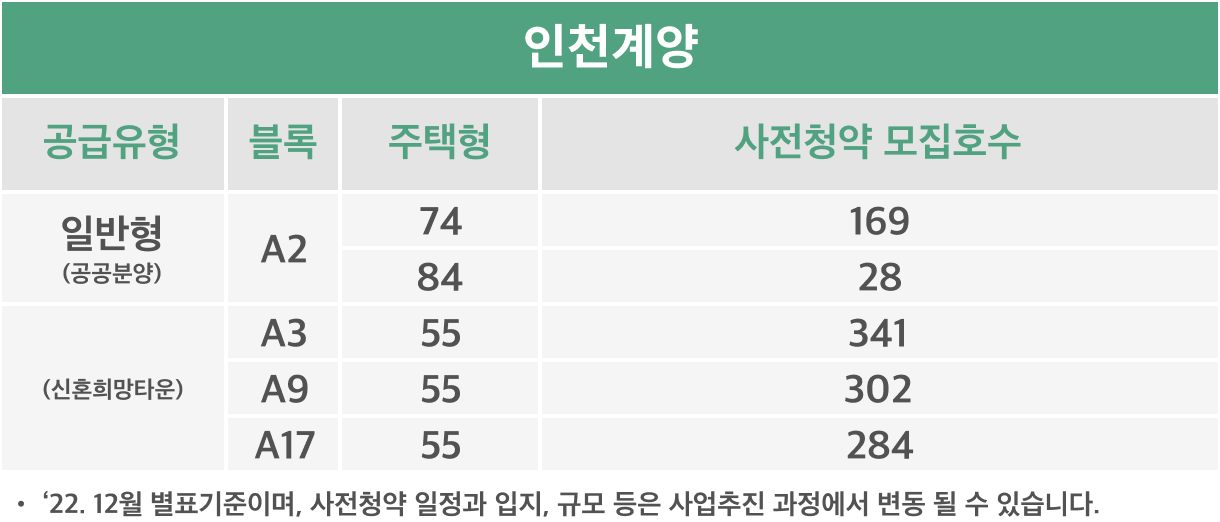 인천계양
공급유형 블록 주택형 사전청약 모집호수
일반형 (공공분양) A2 74 169
84 28
(신혼희망타운) A3 55 341
A9 55 302
A17 55 284
• ‘22. 12월 별표기준이며, 사전청약 일정과 입지, 규모 등은 사업추진 과정에서 변동 될 수 있습니다.